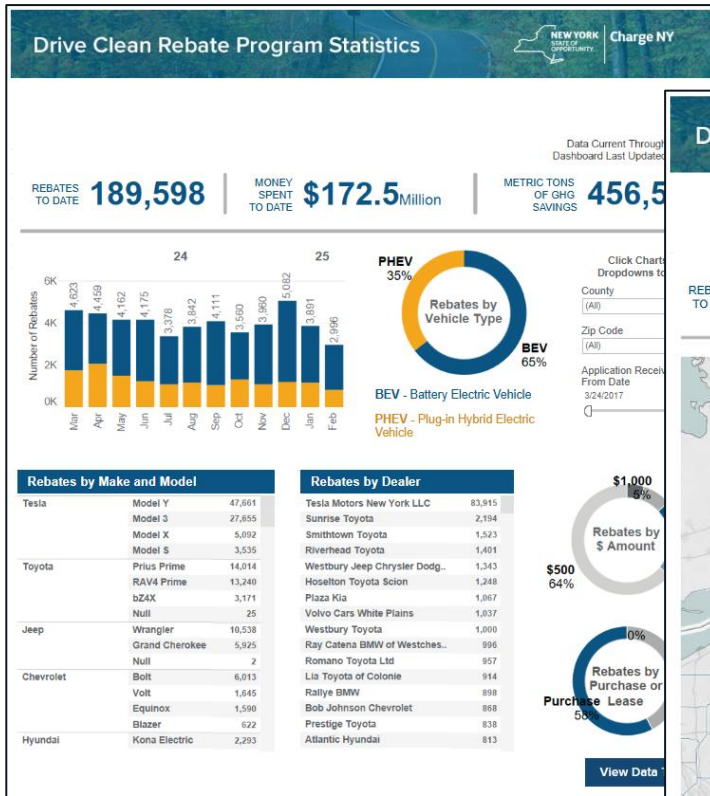 Drive Clean Rebate Program Statistics
NEW YORK
STATE OF
OPPORTUNITY.
Charge NY
Data Current Through
Dashboard Last Updated
REBATES
TO DATE
189,598
MONEY
SPENT
TO DATE
$172.5Million
METRIC TONS
OF GHG
SAVINGS
456,5
24
25
Number of Rebates
6K
4K
2K
0K
4,623
4,459
4,162
4,175
3,378
3,842
4,111
3,560
3,960
5,082
3,891
2,996
Mar
Apr
May
Jun
Jul
Aug
Sep
Oct
Nov
Dec
Jan
Feb
PHEV
35%
Rebates by
Vehicle Type
BEV
65%
BEV - Battery Electric Vehicle
PHEV - Plug-in Hybrid Electric
Vehicle
Click Charts
Dropdowns to
County
(All)
Zip Code
(All)
Application Receiv
From Date
3/24/2017
D
REB
TO
Rebates by Make and Model
Tesla Model Y 47,661
Model 3 27,655
Model X 5,092
Model S 3,535
Toyota Prius Prime 14,014
RAV4 Prime 13,240
bZ4X 3,171
Null 25
Jeep Wrangler 10,538
Grand Cherokee 5,925
Null 2
Chevrolet Bolt 6,013
Volt 1,645
Equinox 1,590
Blazer 622
Hyundai Kona Electric 2,293
Rebates by Dealer
Tesla Motors New York LLC 83,915
Sunrise Toyota 2,194
Smithtown Toyota 1,523
Riverhead Toyota 1,401
Westbury Jeep Chrysler Dodg.. 1,343
Hoselton Toyota Scion 1,248
Plaza Kia 1,067
Volvo Cars White Plains 1,037
Westbury Toyota 1,000
Ray Catena BMW of Westches.. 996
Romano Toyota Ltd 957
Lia Toyota of Colonie 914
Rallye BMW 898
Bob Johnson Chevrolet 868
Prestige Toyota 838
Atlantic Hyundai 813
$1,000
5%
Rebates by
$ Amount
$500
64%
0%
Rebates by
Purchase or
Lease
Purchase
58%
View Data